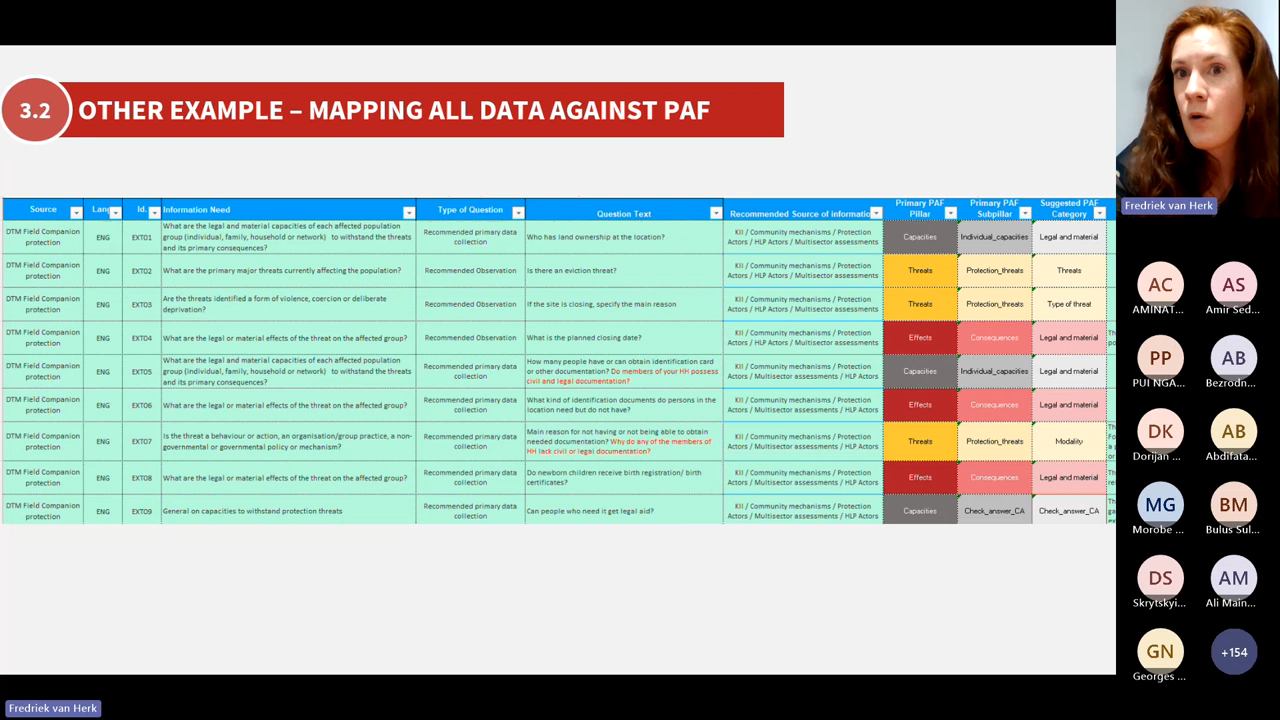 3.2
OTHER EXAMPLE – MAPPING ALL DATA AGAINST PAF
Source
Lang
Id.
Information Need
Type of Question
Question Text
Recommended Source of information
Primary PAF
Pillar
Primary PAF
Subpillar
Suggested PAF
Category
DTM Field Companion
protection
ENG
EXT01
What are the legal and material capacities of each affected population
group (individual, family, household or network) to withstand the threats
and its primary consequences?
Recommended primary data
collection
Who has land ownership at the location?
KII / Community mechanisms / Protection
Actors / HLP Actors / Multisector assessments
Capacities
Individual_capacities
Legal and material
DTM Field Companion
protection
ENG
EXT02
What are the primary major threats currently affecting the population?
Recommended Observation
Is there an eviction threat?
KII / Community mechanisms / Protection
Actors / HLP Actors / Multisector assessments
Threats
Protection_threats
Threats
DTM Field Companion
protection
ENG
EXT03
Are the threats identified a form of violence, coercion or deliberate
deprivation?
Recommended Observation
If the site is closing, specify the main reason
KII / Community mechanisms / Protection
Actors / HLP Actors / Multisector assessments
Threats
Protection_threats
Type of threat
DTM Field Companion
protection
ENG
EXT04
What are the legal or material effects of the threat on the affected group?
Recommended Observation
What is the planned closing date?
KII / Community mechanisms / Protection
Actors / HLP Actors / Multisector assessments
Effects
Consequences
Legal and material
DTM Field Companion
protection
ENG
EXT05
What are the legal and material capacities of each affected population
group (individual, family, household or network) to withstand the threats
and its primary consequences?
Recommended primary data
collection
How many people have or can obtain identification card
or other documentation? Do members of your HH possess
civil and legal documentation?
KII / Community mechanisms / Protection
Actors / Multisector assessments / HLP Actors
Capacities
Individual_capacities
Legal and material
DTM Field Companion
protection
ENG
EXT06
What are the legal or material effects of the threat on the affected group?
Recommended primary data
collection
What kind of identification documents do persons in the
location need but do not have?
KII / Community mechanisms / Protection
Actors / Multisector assessments / HLP Actors
Effects
Consequences
Legal and material
DTM Field Companion
protection
ENG
EXT07
Is the threat a behaviour or action, an organisation/group practice, a non-
governmental or governmental policy or mechanism?
Recommended primary data
collection
Main reason for not having or not being able to obtain
needed documentation? Why do any of the members of
HH lack civil or legal documentation?
KII / Community mechanisms / Protection
Actors / Multisector assessments / HLP Actors
Threats
Protection_threats
Modality
DTM Field Companion
protection
ENG
EXT08
What are the legal or material effects of the threat on the affected group?
Recommended primary data
collection
Do newborn children receive birth registration/ birth
certificates?
KII / Community mechanisms / Protection
Actors / Multisector assessments / HLP Actors
Effects
Consequences
Legal and material
DTM Field Companion
protection
ENG
EXT09
General on capacities to withstand protection threats
Recommended primary data
collection
Can people who need it get legal aid?
KII / Community mechanisms / Protection
Actors / Multisector assessments / HLP Actors
Capacities
Check_answer_CA
Check_answer_CA
Fredriek van Herk
AC
AMINAT...
AS
Amir Sed...
PP
PUI NGA...
AB
Bezrodn...
DK
Dorijan ...
AB
Abdifata...
MG
Morobe ...
BM
Bulus Sul...
DS
Skrytskyi...
AM
Ali Main...
GN
Georges ...
+154
Fredriek van Herk